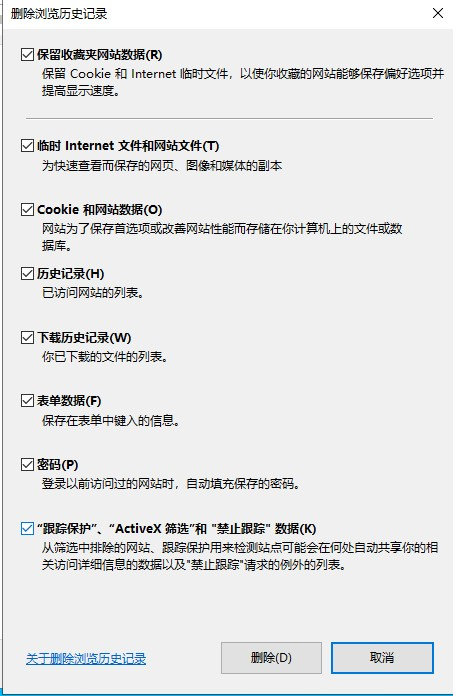 删除浏览历史记录
保留收藏夹网站数据(R)
保留 Cookie 和 Internet 临时文件，以使你收藏的网站能够保存偏好选项并
提高显示速度。
临时 Internet 文件和网站文件(T)
为快速查看而保存的网页、图像和媒体的副本
Cookie 和网站数据(O)
网站为了保存首选项或改善网站性能而存储在你计算机上的文件或数
据库。
历史记录(H)
已访问网站的列表。
下载历史记录(W)
你已下载的文件的列表。
表单数据(F)
保存在表单中键入的信息。
密码(P)
登录以前访问过的网站时，自动填充保存的密码。
“跟踪保护”、“ActiveX 筛选”和 "禁止跟踪" 数据(K)
从筛选中排除的网站、跟踪保护用来检测站点可能会在何处自动共享你的相
关访问详细信息的数据以及"禁止跟踪"请求的例外的列表。
关于删除浏览历史记录
删除(D)
取消